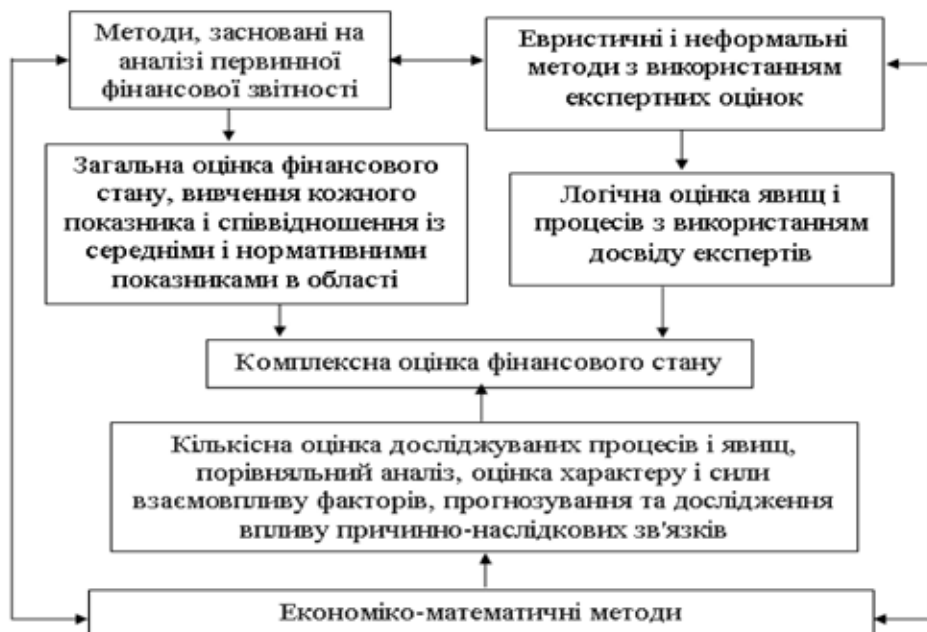 Методи, засновані на
аналізі первинної
фінансової звітності
Евристичні і неформальні
методи з використанням
експертних оцінок
Загальна оцінка фінансового
стану, вивчення кожного
показника і співвідношення із
середніми і нормативними
показниками в області
Логічна оцінка явищ і
процесів з використанням
досвіду експертів
Комплексна оцінка фінансового стану
Кількісна оцінка досліджуваних процесів і явищ,
порівняльний аналіз, оцінка характеру і сили
взаємовпливу факторів, прогнозування та дослідження
впливу причинно-наслідкових зв'язків
Економіко-математичні методи